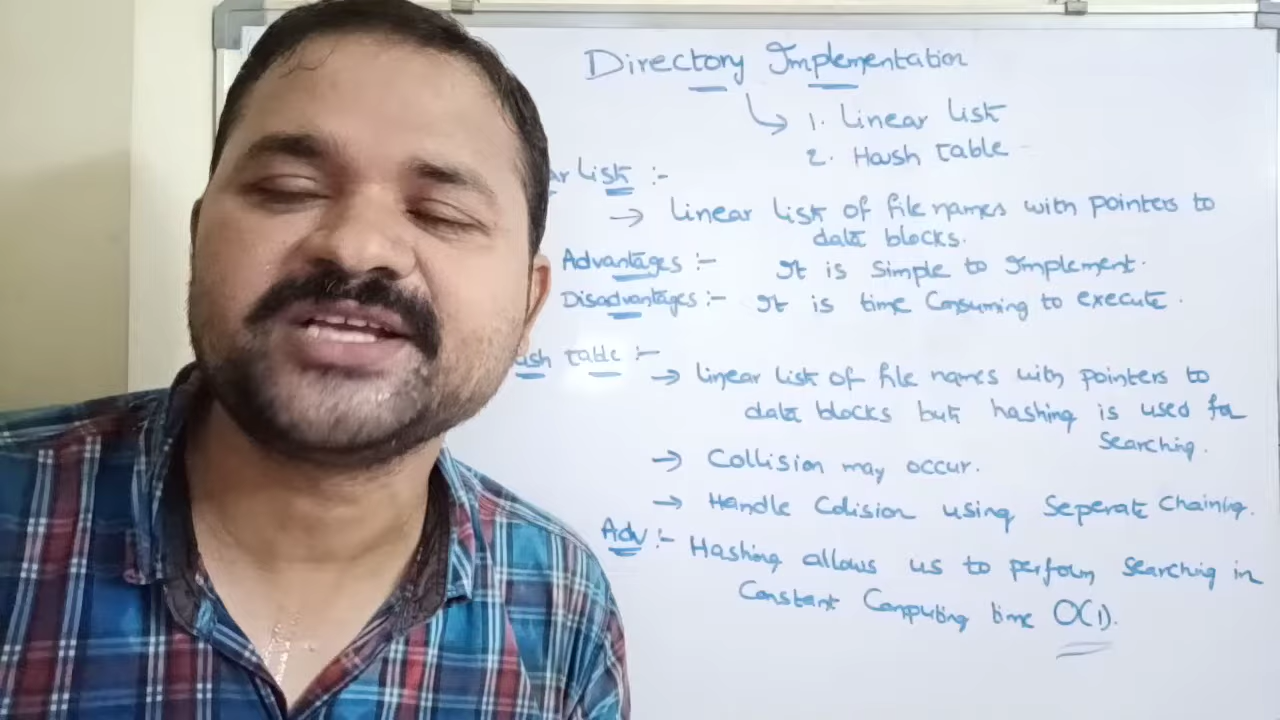 Directory Implementation
1. Linear list
2. Hash table
ar list :-
→ Linear list of file names with pointers to
data blocks.
Advantages :- It is simple to implement.
Disadvantages :- It is time consuming to execute.
ash table :-
→ linear list of file names with pointers to
data blocks but hashing is used for
searching.
→ Collision may occur.
→ Handle Colision using Seperate Chaining.
Adv :- Hashing allows us to perform searching in
Constant Computing time O(1).